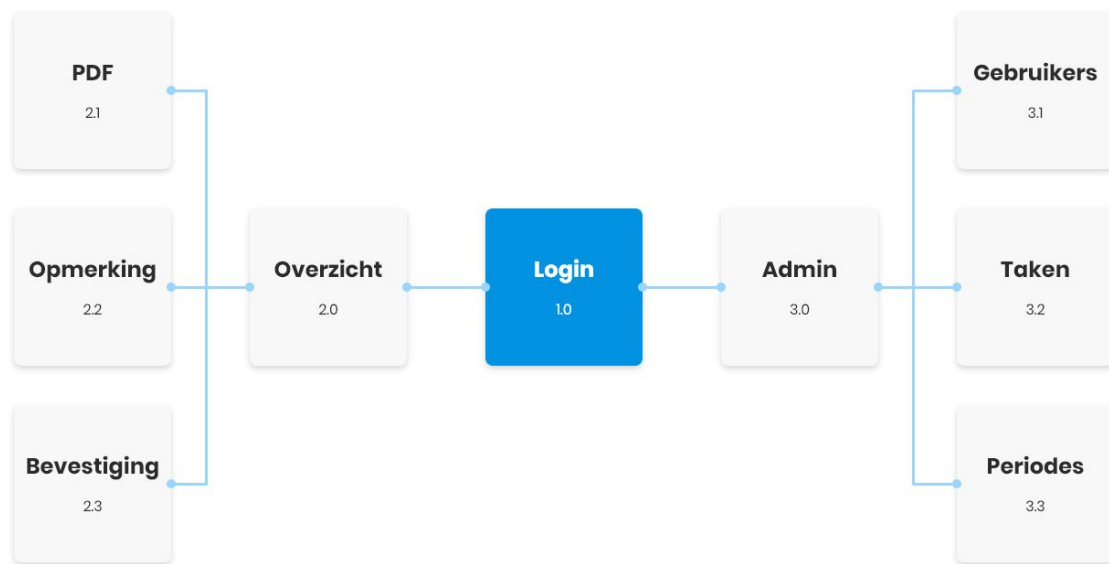 PDF
2.1
Gebruikers
3.1
Opmerking
2.2
Overzicht
2.0
Login
1.0
Admin
3.0
Taken
3.2
Bevestiging
2.3
Periodes
3.3